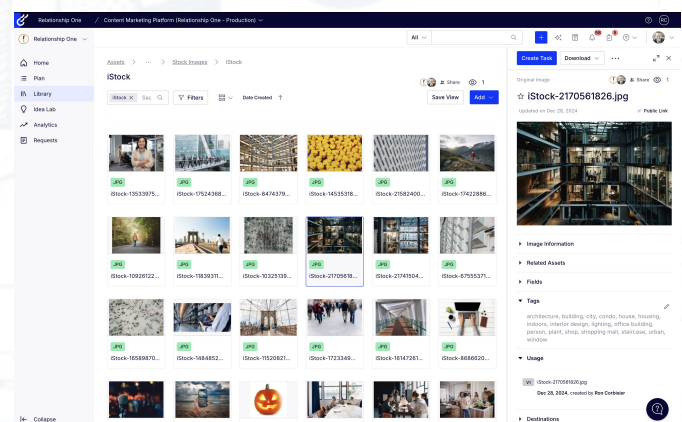 Relationship One / Content Marketing Platform (Relationship One - Production)
RC
Relationship One
All
Home
Plan
Library
Idea Lab
Analytics
Requests
Collapse
Assets > ... > Stock Images > iStock
iStock
Share 1
iStock × Sec
Filters
Date Created ↑
Save View
Add
JPG JPG JPG JPG JPG JPG
iStock-13533975... iStock-17524368... iStock-8474379... iStock-14535318... iStock-21582400... iStock-17422886...
JPG JPG JPG JPG JPG JPG
iStock-10926122... iStock-11839311... iStock-10325139... iStock-21705618... iStock-21741504... iStock-67555371...
JPG JPG JPG JPG JPG JPG
iStock-16589870... iStock-1484852... iStock-11520821... iStock-1723349... iStock-16147261... iStock-8686620...
Create Task
Download
Original Image
Share 1
iStock-2170561826.jpg
Updated on Dec 28, 2024
Public Link
Image Information
Related Assets
Fields
Tags
architecture, building, city, condo, house, housing,
indoors, interior design, lighting, office building,
person, plant, shop, shopping mall, staircase, urban,
window
Usage
V1 iStock-2170561826.jpg
Dec 28, 2024, created by Ron Corbisier
Destinations